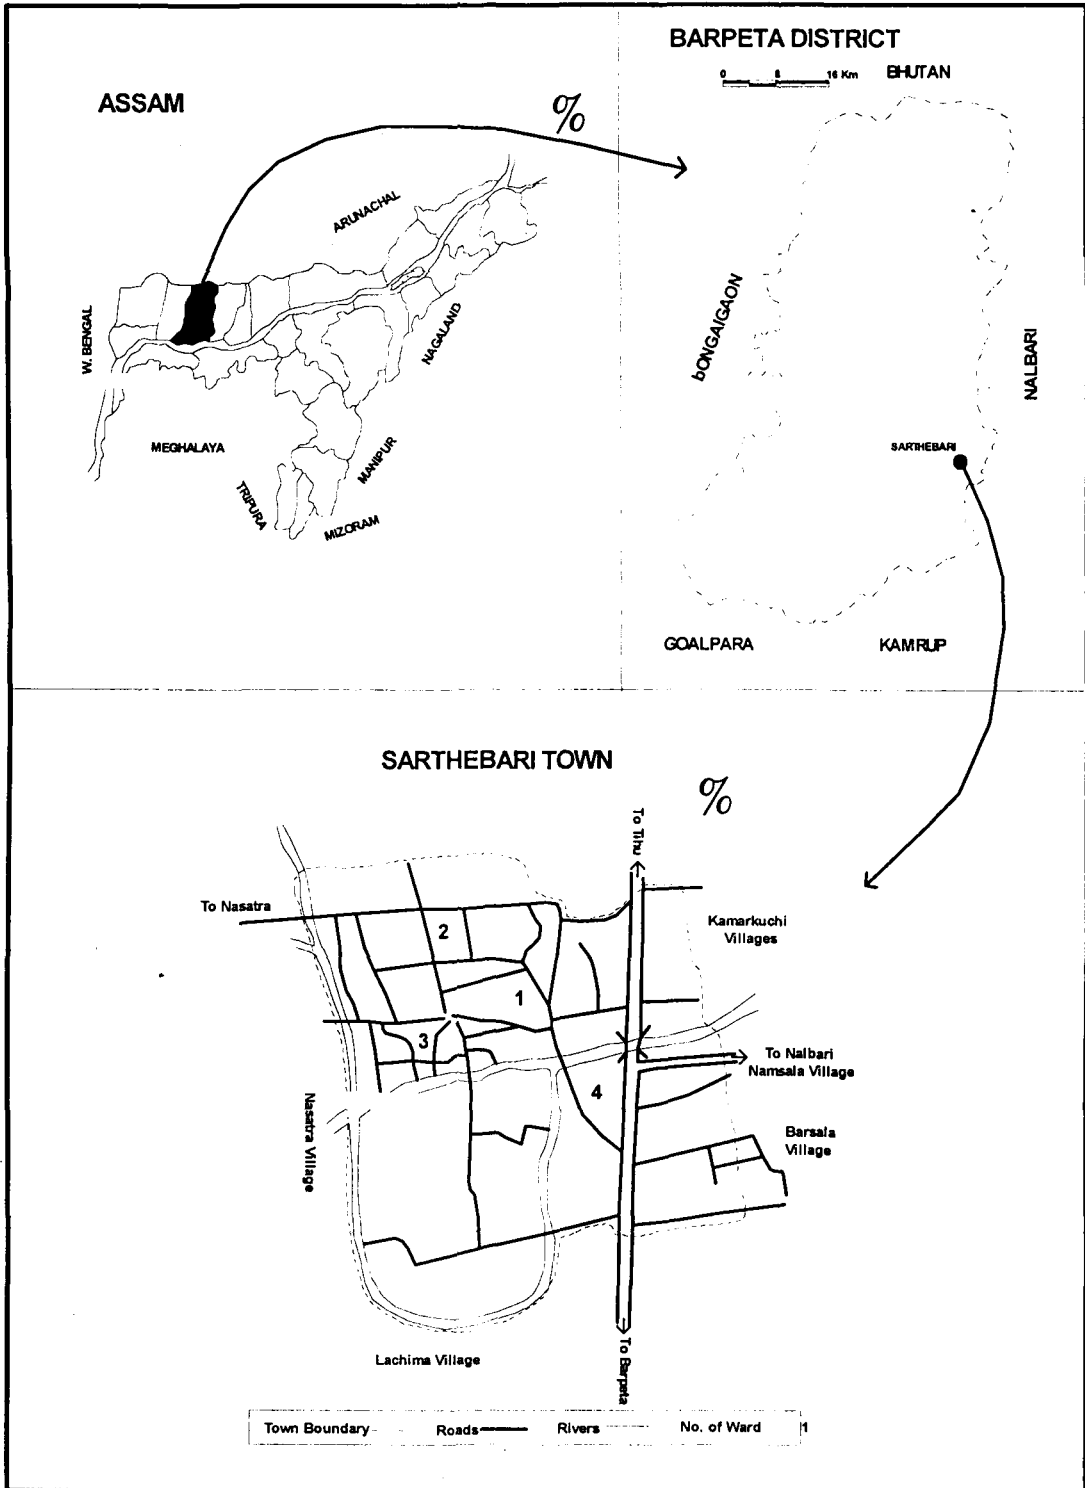 BARPETA DISTRICT
0 8 16 Km
BHUTAN
ASSAM
%
ARUNACHAL
W. BENGAL
bONGAIGAON
NAGALAND
NALBARI
MEGHALAYA
SARTHEBARI
MANIPUR
TRIPURA
MIZORAM
GOALPARA
KAMRUP
SARTHEBARI TOWN
%
To Tihu
To Nasatra
Kamarkuchi
Villages
2
1
3
To Nalbari
Namsala Village
4
Nasatra Village
Barsala
Village
Lachima Village
To Barpeta
Town Boundary Roads Rivers No. of Ward 1